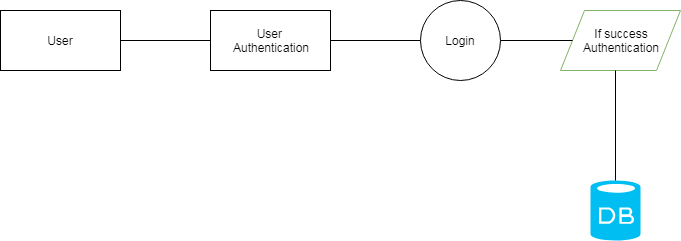 User
User
Authentication
Login
If success
Authentication
DB